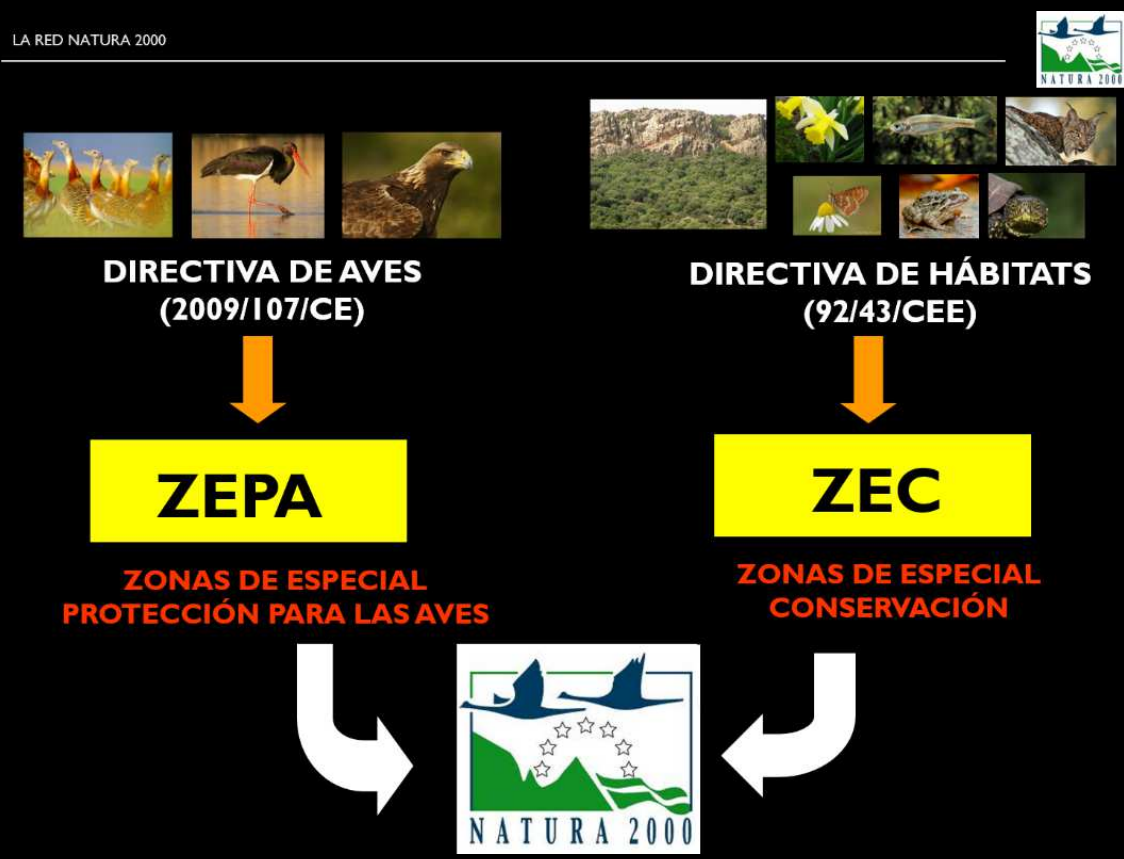 LA RED NATURA 2000
NATURA 2000
DIRECTIVA DE AVES
(2009/107/CE)
DIRECTIVA DE HÁBITATS
(92/43/CEE)
ZEPA
ZEC
ZONAS DE ESPECIAL
PROTECCIÓN PARA LAS AVES
ZONAS DE ESPECIAL
CONSERVACIÓN
NATURA 2000